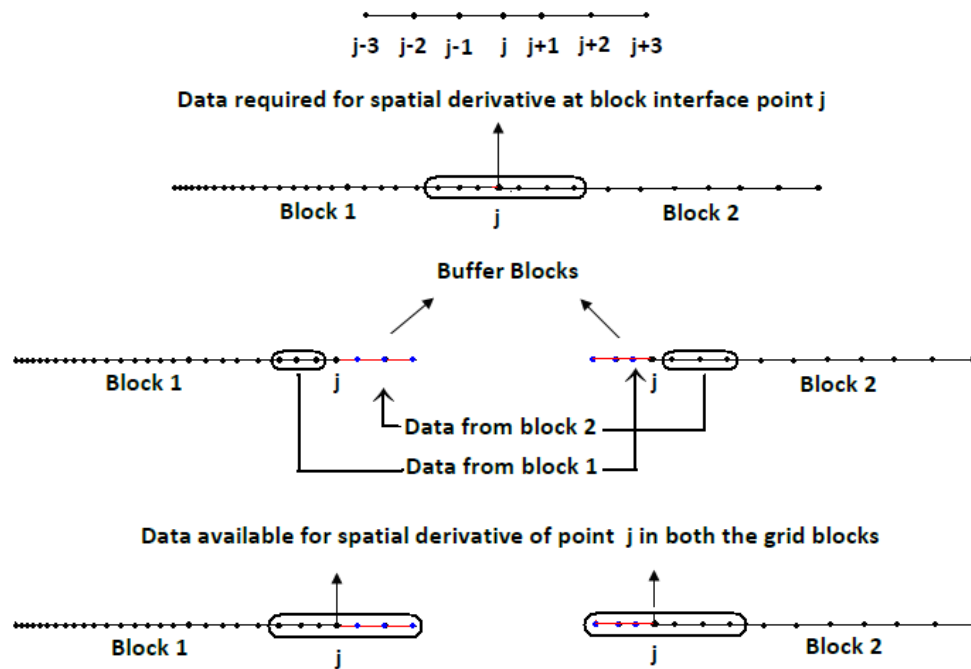 j-3 j-2 j-1 j j+1 j+2 j+3
Data required for spatial derivative at block interface point j
Block 1 j Block 2
Buffer Blocks
Block 1 j j Block 2
Data from block 2
Data from block 1
Data available for spatial derivative of point j in both the grid blocks
Block 1 j j Block 2